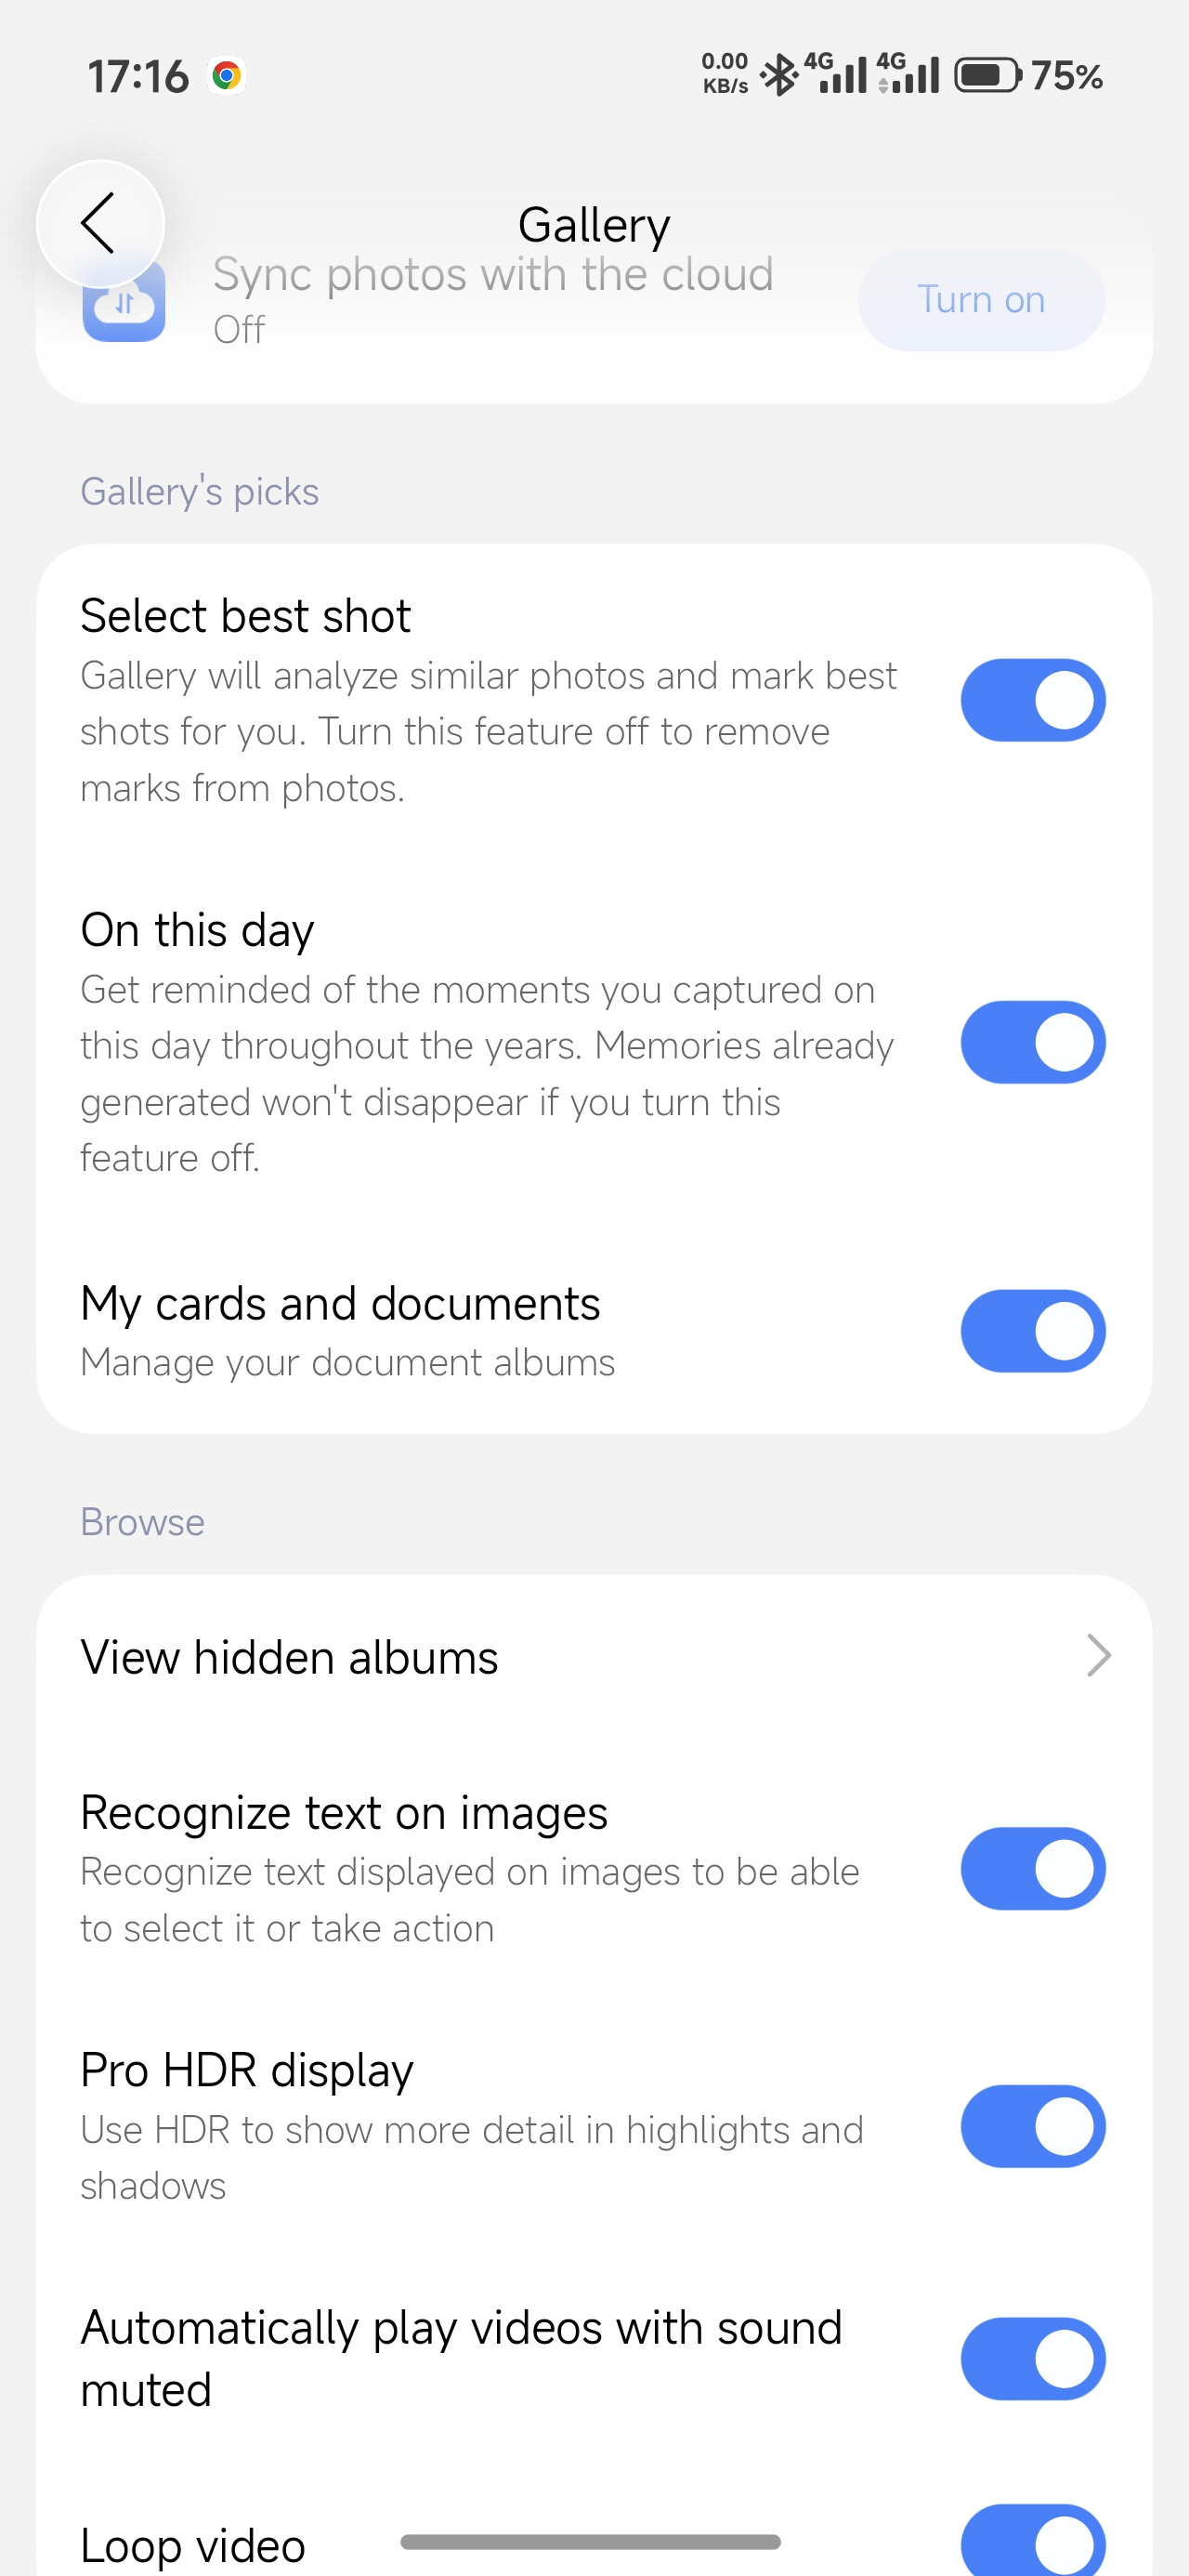 17:16
0.00
KB/s
4G
4G
75%
Gallery
Sync photos with the cloud
Off
Turn on
Gallery's picks
Select best shot
Gallery will analyze similar photos and mark best
shots for you. Turn this feature off to remove
marks from photos.
On this day
Get reminded of the moments you captured on
this day throughout the years. Memories already
generated won't disappear if you turn this
feature off.
My cards and documents
Manage your document albums
Browse
View hidden albums
Recognize text on images
Recognize text displayed on images to be able
to select it or take action
Pro HDR display
Use HDR to show more detail in highlights and
shadows
Automatically play videos with sound
muted
Loop video